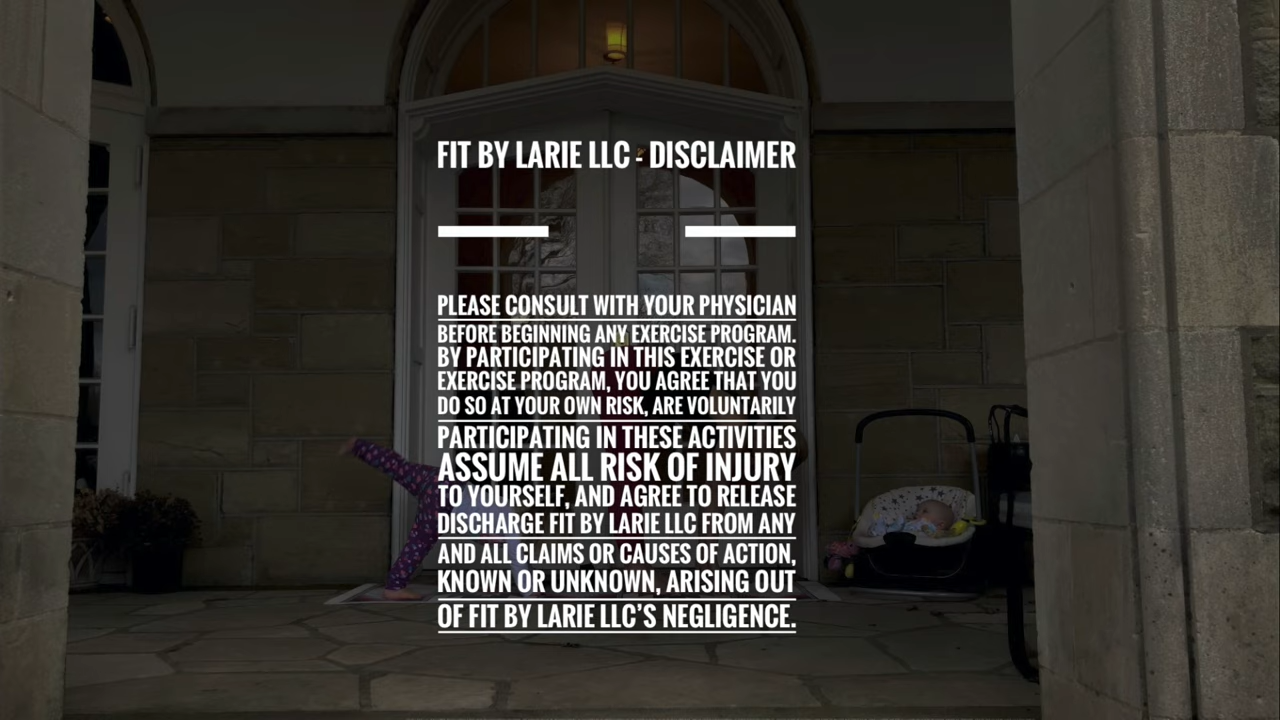 FIT BY LARIE LLC - DISCLAIMER
PLEASE CONSULT WITH YOUR PHYSICIAN
BEFORE BEGINNING ANY EXERCISE PROGRAM.
BY PARTICIPATING IN THIS EXERCISE OR
EXERCISE PROGRAM, YOU AGREE THAT YOU
DO SO AT YOUR OWN RISK, ARE VOLUNTARILY
PARTICIPATING IN THESE ACTIVITIES
ASSUME ALL RISK OF INJURY
TO YOURSELF, AND AGREE TO RELEASE
DISCHARGE FIT BY LARIE LLC FROM ANY
AND ALL CLAIMS OR CAUSES OF ACTION,
KNOWN OR UNKNOWN, ARISING OUT
OF FIT BY LARIE LLC’S NEGLIGENCE.